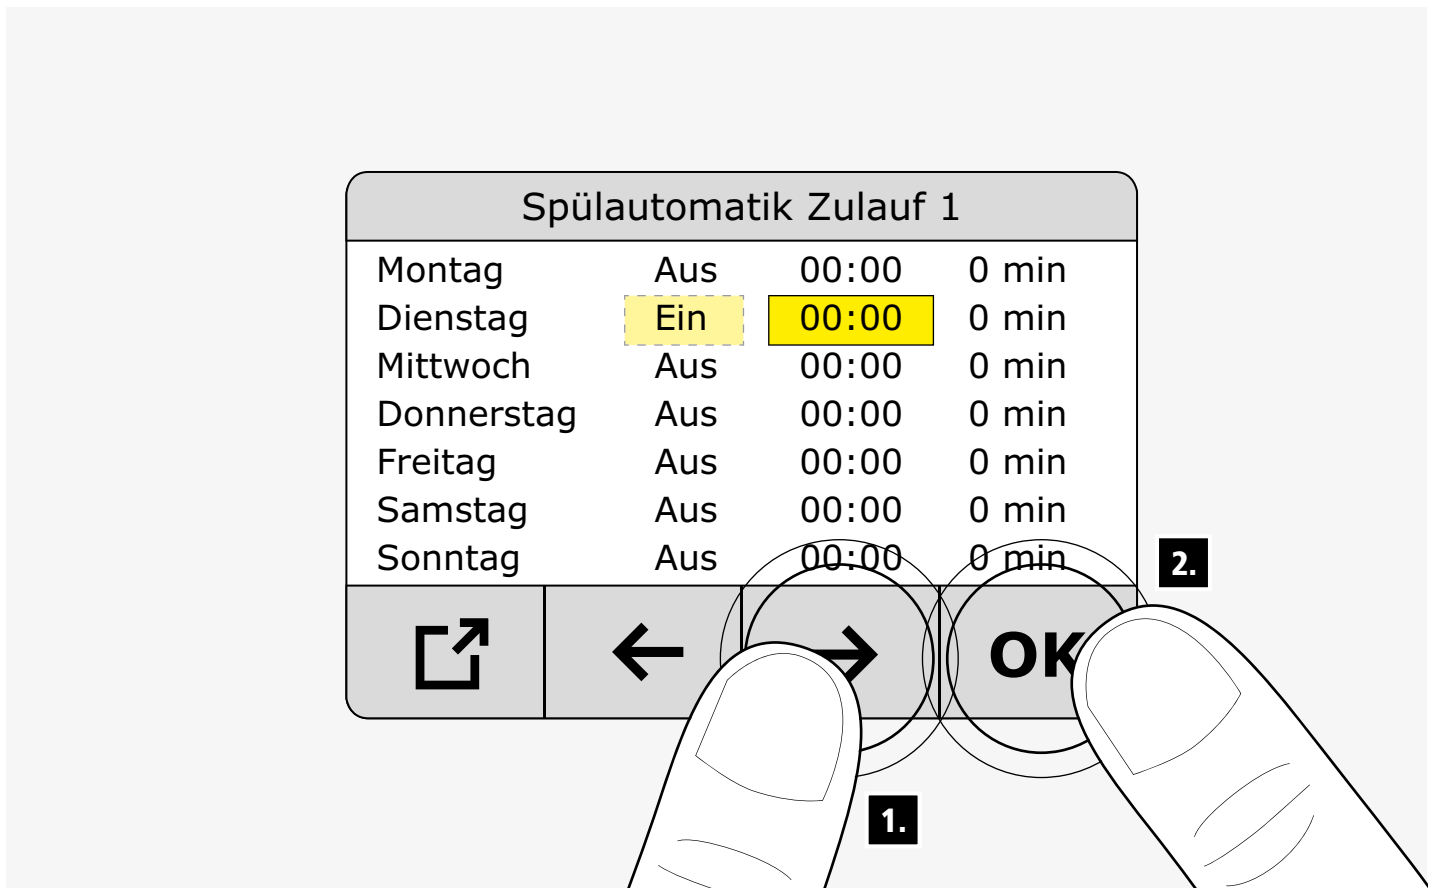 Spülautomatik Zulauf 1
Montag Aus 00:00 0 min
Dienstag Ein 00:00 0 min
Mittwoch Aus 00:00 0 min
Donnerstag Aus 00:00 0 min
Freitag Aus 00:00 0 min
Samstag Aus 00:00 0 min
Sonntag Aus 00:00 0 min
2.
OK
1.